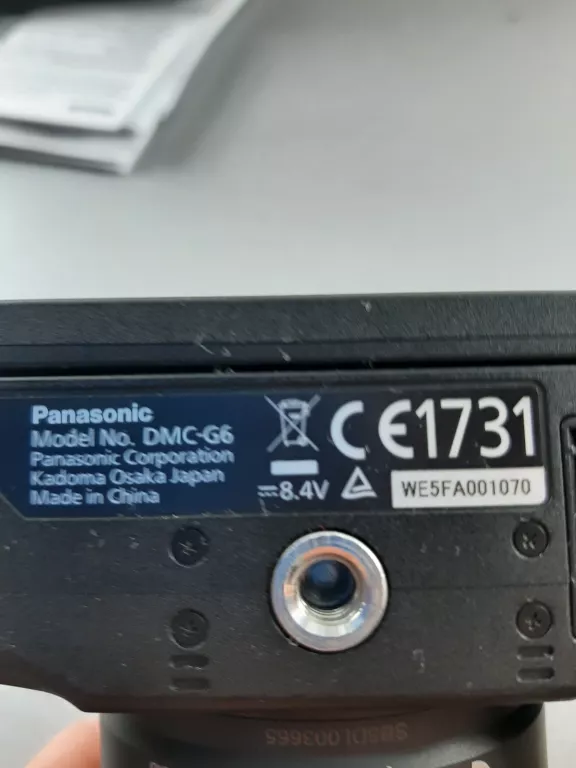 Panasonic
Model No. DMC-G6
Panasonic Corporation
Kadoma Osaka Japan
Made in China
CE1731
8.4V
WE5FA001070